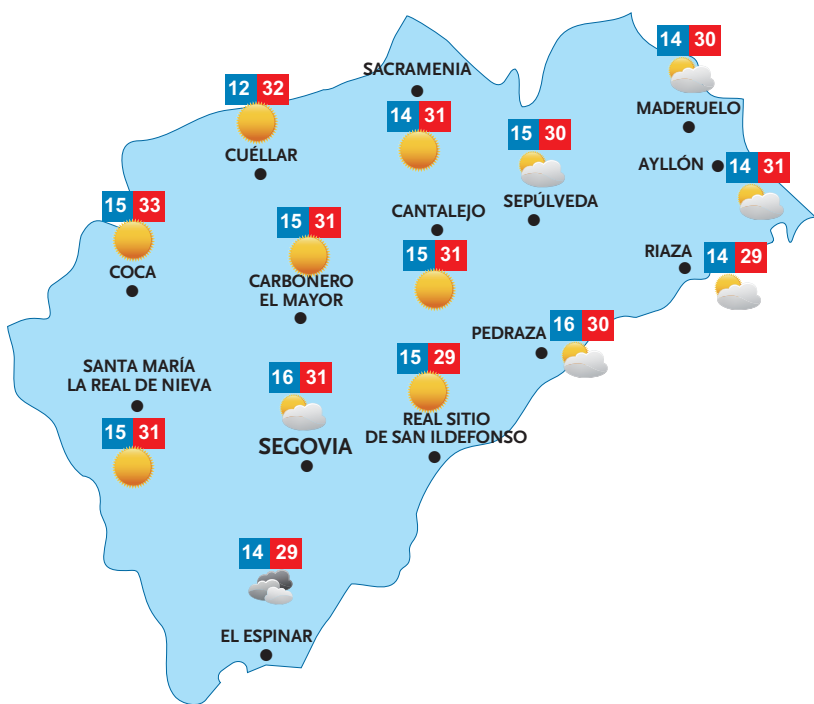 14 30
MADERUELO
SACRAMENIA
14 31
12 32
CUÉLLAR
15 30
SEPÚLVEDA
AYLLÓN
14 31
15 33
COCA
15 31
CARBONERO
EL MAYOR
CANTALEJO
15 31
RIAZA
14 29
PEDRAZA
16 30
SANTA MARÍA
LA REAL DE NIEVA
15 31
16 31
SEGOVIA
15 29
REAL SITIO
DE SAN ILDEFONSO
14 29
EL ESPINAR